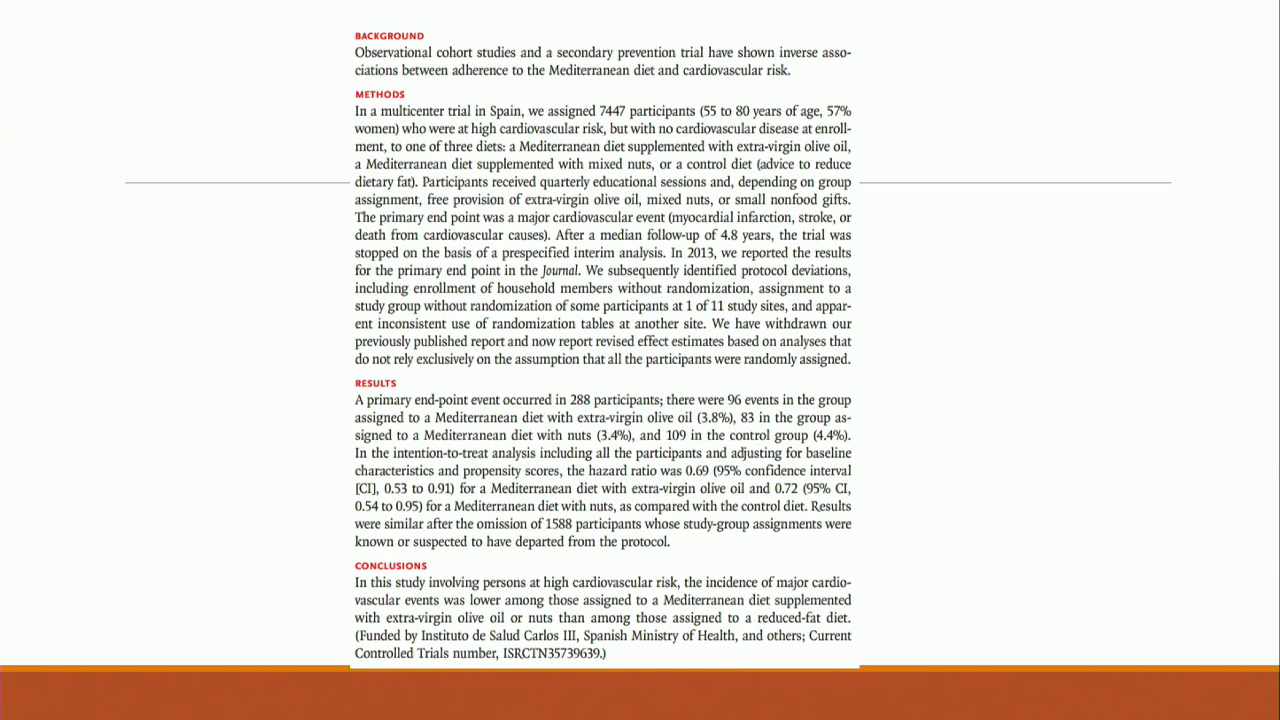 BACKGROUND
Observational cohort studies and a secondary prevention trial have shown inverse asso-
ciations between adherence to the Mediterranean diet and cardiovascular risk.
METHODS
In a multicenter trial in Spain, we assigned 7447 participants (55 to 80 years of age, 57%
women) who were at high cardiovascular risk, but with no cardiovascular disease at enroll-
ment, to one of three diets: a Mediterranean diet supplemented with extra-virgin olive oil,
a Mediterranean diet supplemented with mixed nuts, or a control diet (advice to reduce
dietary fat). Participants received quarterly educational sessions and, depending on group
assignment, free provision of extra-virgin olive oil, mixed nuts, or small nonfood gifts.
The primary end point was a major cardiovascular event (myocardial infarction, stroke, or
death from cardiovascular causes). After a median follow-up of 4.8 years, the trial was
stopped on the basis of a prespecified interim analysis. In 2013, we reported the results
for the primary end point in the Journal. We subsequently identified protocol deviations,
including enrollment of household members without randomization, assignment to a
study group without randomization of some participants at 1 of 11 study sites, and appar-
ent inconsistent use of randomization tables at another site. We have withdrawn our
previously published report and now report revised effect estimates based on analyses that
do not rely exclusively on the assumption that all the participants were randomly assigned.
RESULTS
A primary end-point event occurred in 288 participants; there were 96 events in the group
assigned to a Mediterranean diet with extra-virgin olive oil (3.8%), 83 in the group as-
signed to a Mediterranean diet with nuts (3.4%), and 109 in the control group (4.4%).
In the intention-to-treat analysis including all the participants and adjusting for baseline
characteristics and propensity scores, the hazard ratio was 0.69 (95% confidence interval
[CI], 0.53 to 0.91) for a Mediterranean diet with extra-virgin olive oil and 0.72 (95% CI,
0.54 to 0.95) for a Mediterranean diet with nuts, as compared with the control diet. Results
were similar after the omission of 1588 participants whose study-group assignments were
known or suspected to have departed from the protocol.
CONCLUSIONS
In this study involving persons at high cardiovascular risk, the incidence of major cardio-
vascular events was lower among those assigned to a Mediterranean diet supplemented
with extra-virgin olive oil or nuts than among those assigned to a reduced-fat diet.
(Funded by Instituto de Salud Carlos III, Spanish Ministry of Health, and others; Current
Controlled Trials number, ISRCTN35739639.)